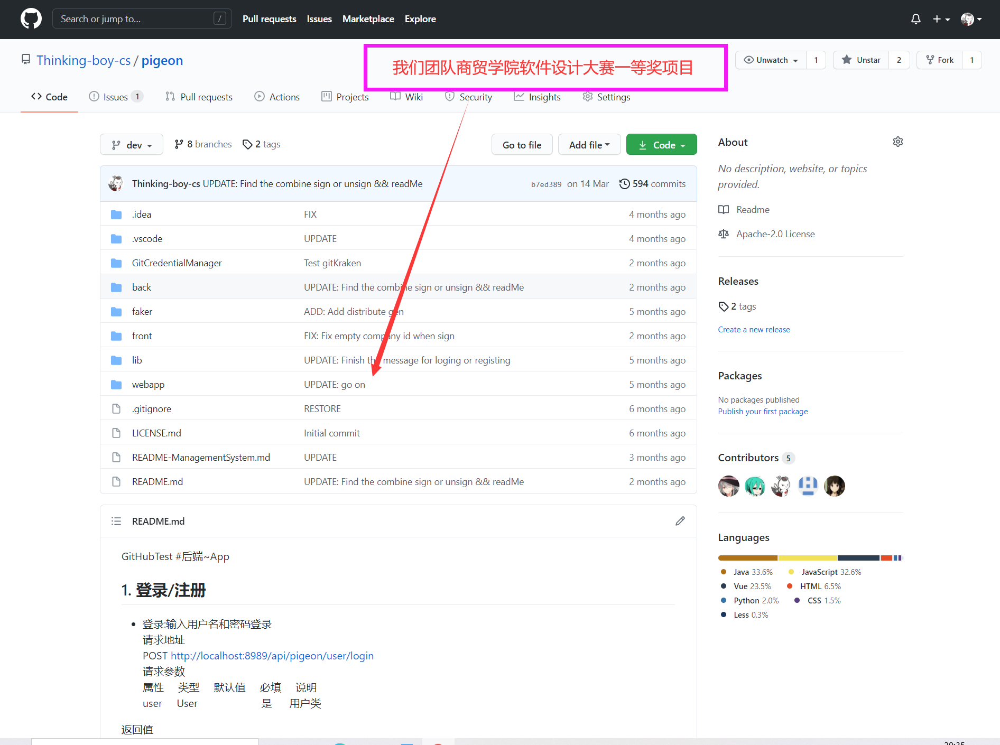 Search or jump to... /
Pull requests Issues Marketplace Explore
Thinking-boy-cs / pigeon
我们团队商贸学院软件设计大赛一等奖项目
Unwatch 1 Unstar 2 Fork 1
Code Issues 1 Pull requests Actions Projects Wiki Security Insights Settings
dev 8 branches 2 tags Go to file Add file Code
Thinking-boy-cs UPDATE: Find the combine sign or unsign && readMe b7ed389 on 14 Mar 594 commits
.idea FIX 4 months ago
.vscode UPDATE 4 months ago
GitCredentialManager Test gitKraken 2 months ago
back UPDATE: Find the combine sign or unsign && readMe 2 months ago
faker ADD: Add distribute gen 5 months ago
front FIX: Fix empty company id when sign 2 months ago
lib UPDATE: Finish the message for loging or registing 5 months ago
webapp UPDATE: go on 5 months ago
.gitignore RESTORE 6 months ago
LICENSE.md Initial commit 6 months ago
README-ManagementSystem.md UPDATE 3 months ago
README.md UPDATE: Find the combine sign or unsign && readMe 2 months ago
README.md
GitHubTest #后端~App
1. 登录/注册
登录:输入用户名和密码登录
请求地址
POST http://localhost:8989/api/pigeon/user/login
请求参数
属性 类型 默认值 必填 说明
user User 是 用户类
返回值
About
No description, website, or topics
provided.
Readme
Apache-2.0 License
Releases
2 tags
Create a new release
Packages
No packages published
Publish your first package
Contributors 5
Languages
Java 33.6% JavaScript 32.6%
Vue 23.5% HTML 6.5%
Python 2.0% CSS 1.5%
Less 0.3%